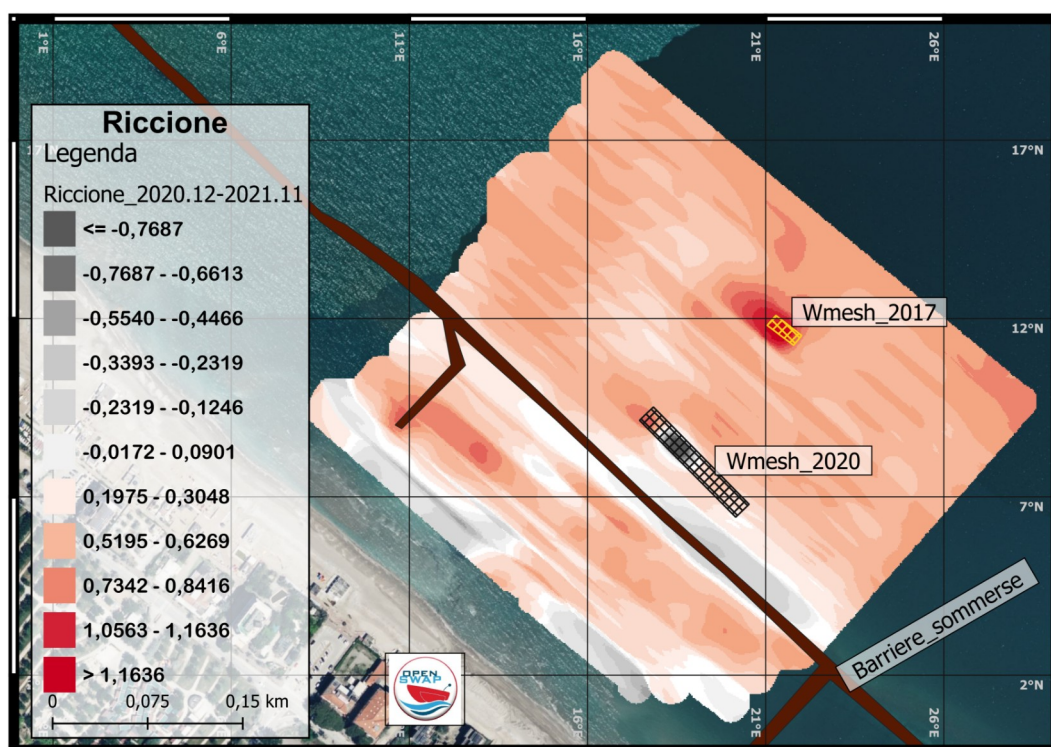 1°E
6°E
11°E
16°E
21°E
26°E
Riccione
Legenda
Riccione_2020.12-2021.11
<= -0,7687
-0,7687 - -0,6613
-0,5540 - -0,4466
-0,3393 - -0,2319
-0,2319 - -0,1246
-0,0172 - 0,0901
0,1975 - 0,3048
0,5195 - 0,6269
0,7342 - 0,8416
1,0563 - 1,1636
> 1,1636
0 0,075 0,15 km
17°N
17°N
12°N
7°N
2°N
Wmesh_2017
Wmesh_2020
Barriere_sommerse
OPEN
SWAP
16°E
21°E
26°E